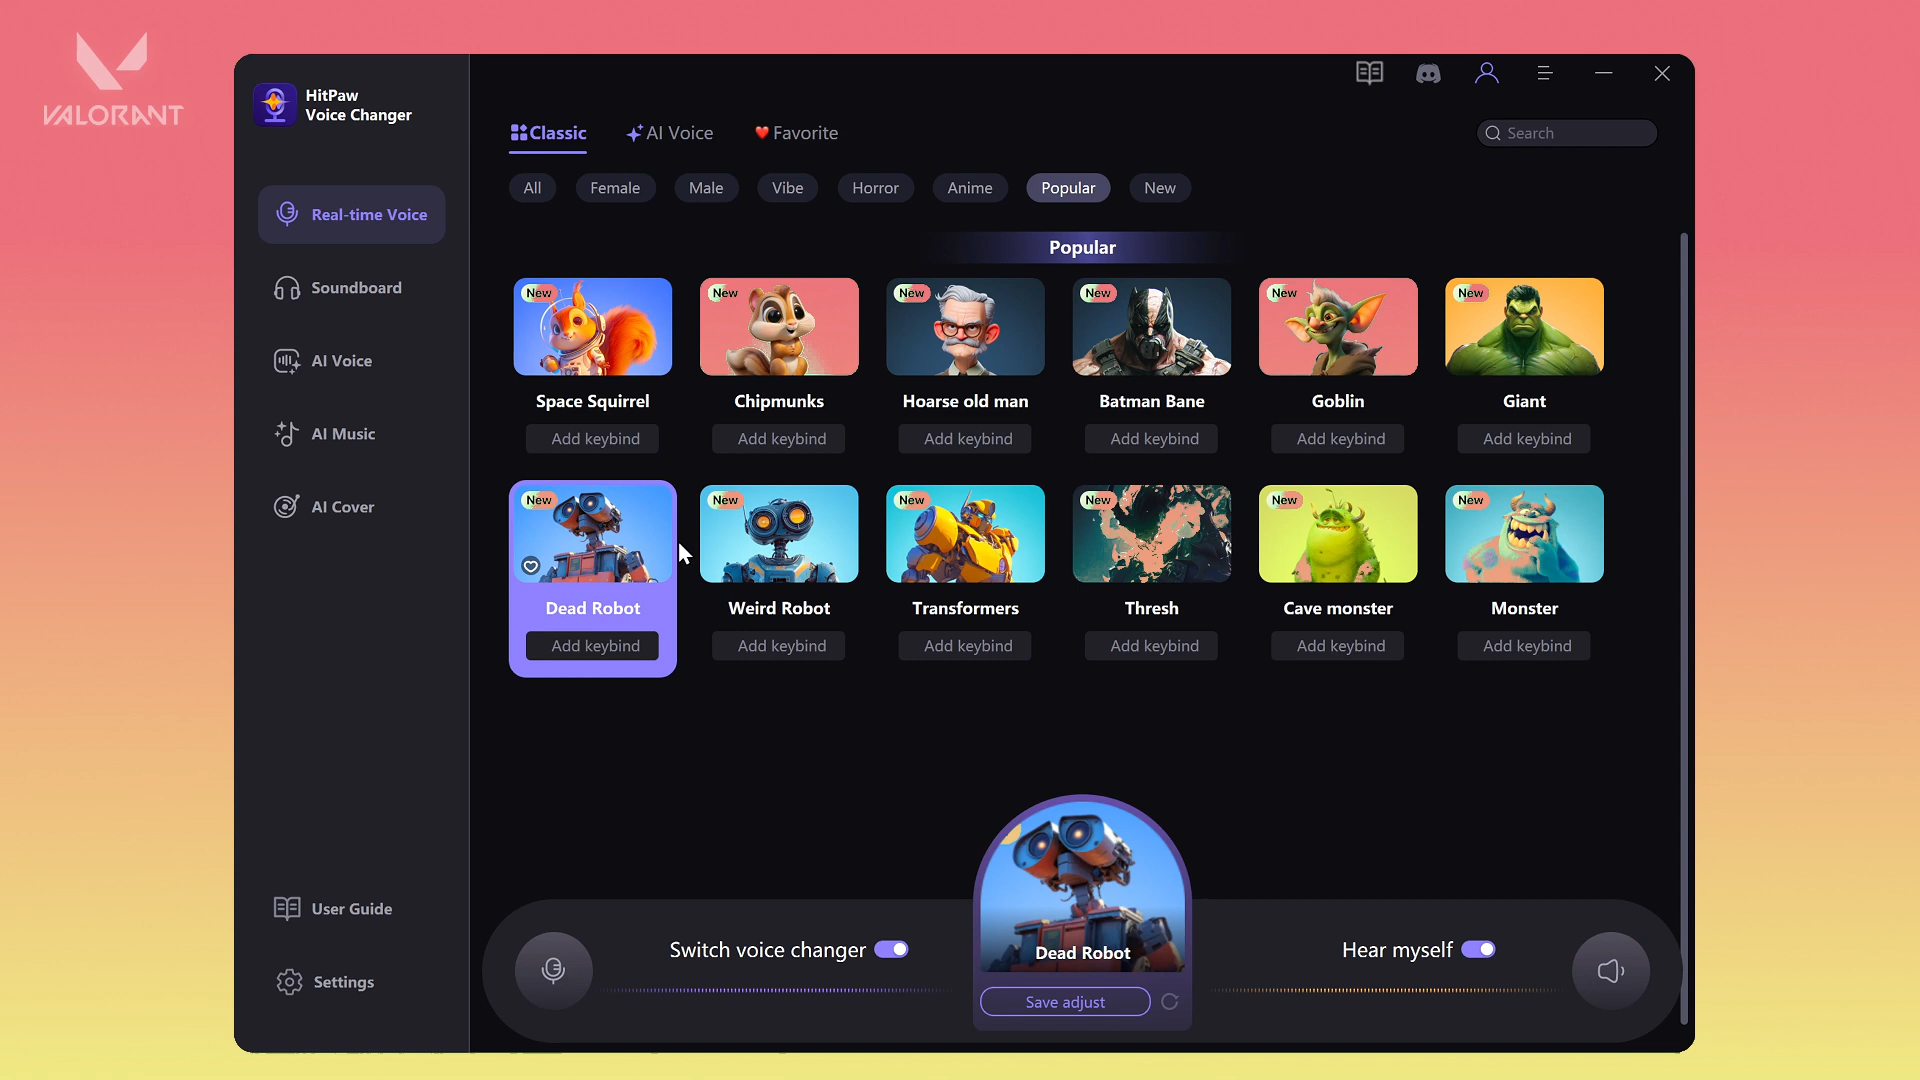 VALORANT
HitPaw
Voice Changer
Real-time Voice
Soundboard
AI Voice
AI Music
AI Cover
User Guide
Settings
Classic
AI Voice
Favorite
Search
All
Female
Male
Vibe
Horror
Anime
Popular
New
Popular
New
New
New
New
New
New
Space Squirrel
Chipmunks
Hoarse old man
Batman Bane
Goblin
Giant
Add keybind
Add keybind
Add keybind
Add keybind
Add keybind
Add keybind
New
New
New
New
New
New
Dead Robot
Weird Robot
Transformers
Thresh
Cave monster
Monster
Add keybind
Add keybind
Add keybind
Add keybind
Add keybind
Add keybind
Switch voice changer
Dead Robot
Save adjust
Hear myself